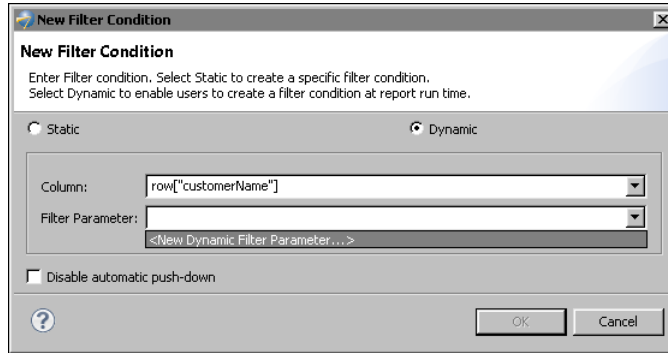 New Filter Condition
New Filter Condition
Enter Filter condition. Select Static to create a specific filter condition.
Select Dynamic to enable users to create a filter condition at report run time.
Static
Dynamic
Column: row["customerName"]
Filter Parameter:
<New Dynamic Filter Parameter...>
Disable automatic push-down
?
OK Cancel